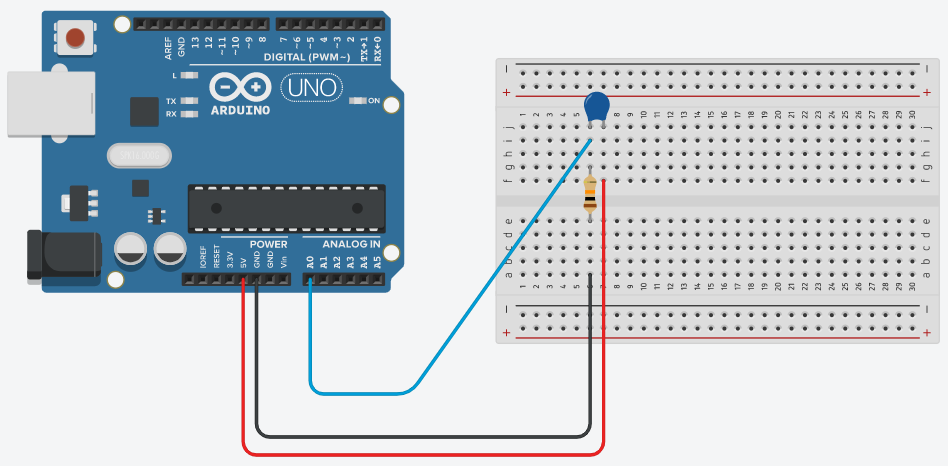 AREF
GND
13
12
~11
~10
~9
8
7
~6
~5
4
~3
2
TX→1
RX←0
DIGITAL (PWM~)
L
TX
RX
ARDUINO
UNO
ON
POWER
ANALOG IN
IOREF
RESET
3.3V
5V
GND
GND
Vin
A0
A1
A2
A3
A4
A5
− −
+ +
1 2 3 4 5 6 7 8 9 10 11 12 13 14 15 16 17 18 19 20 21 22 23 24 25 26 27 28 29 30
j j
i i
h h
g g
f f
e e
d d
c c
b b
a a
1 2 3 4 5 6 7 8 9 10 11 12 13 14 15 16 17 18 19 20 21 22 23 24 25 26 27 28 29 30
− −
+ +